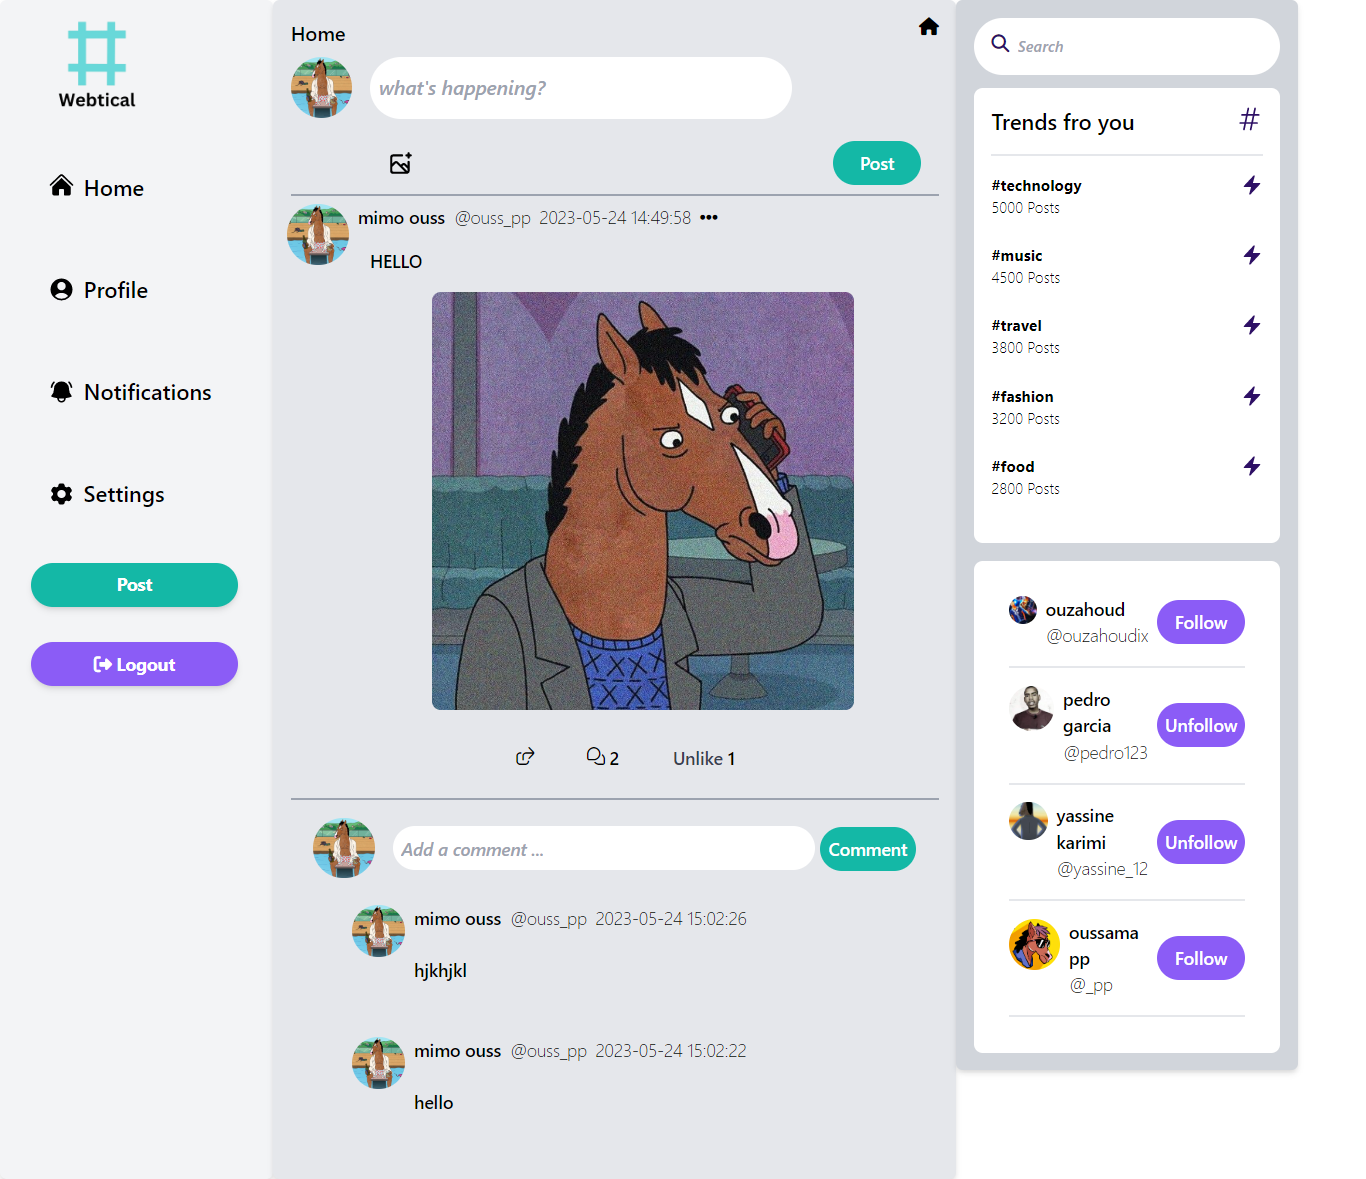 Webtical
Home
Profile
Notifications
Settings
Post
Logout
Home
what's happening?
Post
mimo ouss @ouss_pp 2023-05-24 14:49:58 •••
HELLO
2
Unlike 1
Add a comment ...
Comment
mimo ouss @ouss_pp 2023-05-24 15:02:26
hjkhjkl
mimo ouss @ouss_pp 2023-05-24 15:02:22
hello
Search
Trends fro you #
#technology
5000 Posts
#music
4500 Posts
#travel
3800 Posts
#fashion
3200 Posts
#food
2800 Posts
ouzahoud
@ouzahoudix
Follow
pedro
garcia
@pedro123
Unfollow
yassine
karimi
@yassine_12
Unfollow
oussama
pp
@_pp
Follow